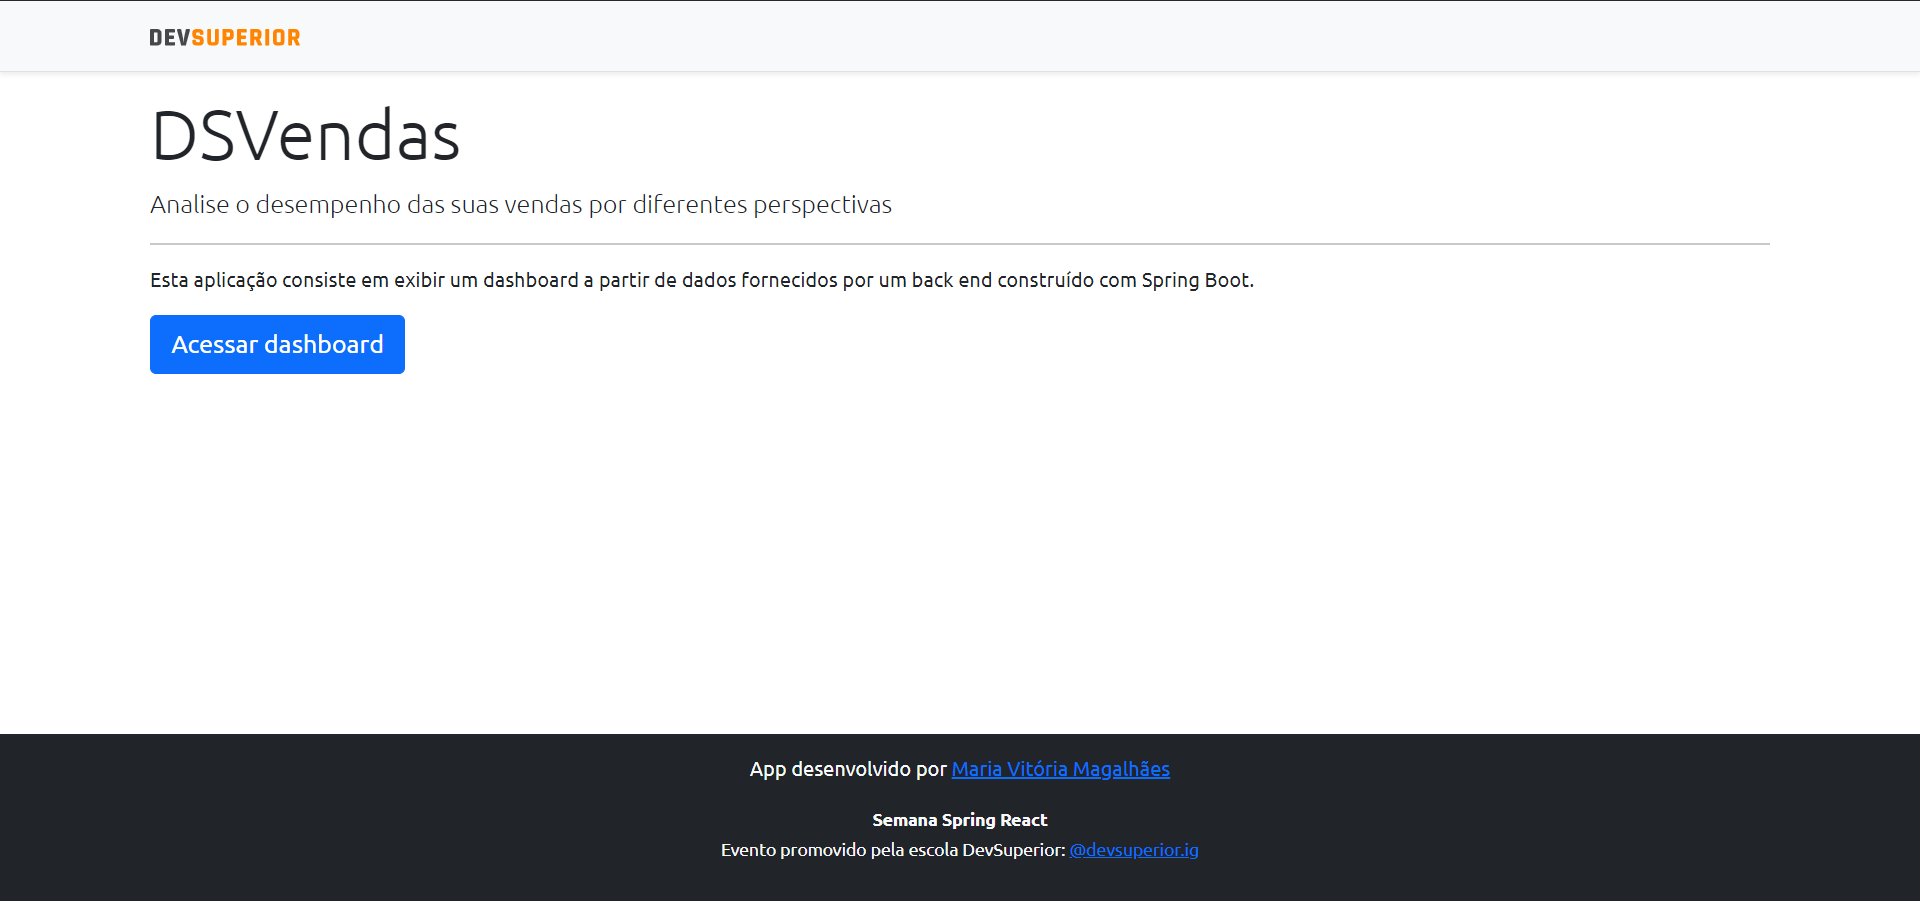 DEVSUPERIOR
DSVendas
Analise o desempenho das suas vendas por diferentes perspectivas
Esta aplicação consiste em exibir um dashboard a partir de dados fornecidos por um back end construído com Spring Boot.
Acessar dashboard
App desenvolvido por Maria Vitória Magalhães
Semana Spring React
Evento promovido pela escola DevSuperior: @devsuperior.ig